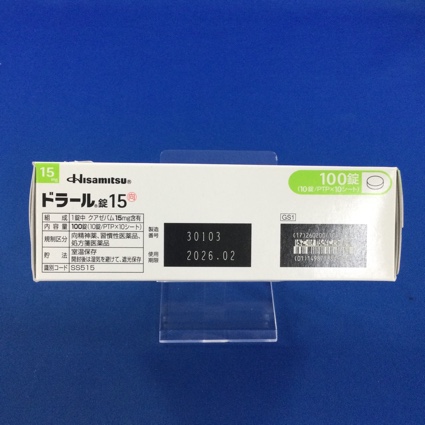 15mg
Hisamitsu®
ドラール®錠15 向
100錠
(10錠/PTP×10シート)
組成 1錠中 クアゼパム15mg含有
内容量 100錠(10錠/PTP×10シート)
規制区分 向精神薬、習慣性医薬品、
処方箋医薬品
貯法 室温保存
開封後は湿気を避けて、遮光保存
識別コード SS515
製造
番号
30103
使用
期限
2026.02
GS1